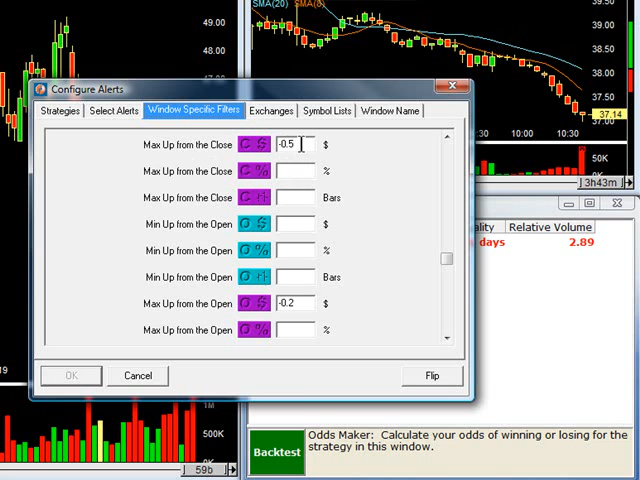 SMA(20) SMA(8)
49.00
48.00
47.00
39.50
39.00
38.50
38.00
37.14
37.00
:30 10:00 10:30
50K
3h43m
Configure Alerts
Strategies Select Alerts Window Specific Filters Exchanges Symbol Lists Window Name
Max Up from the Close C $ -0.5 $
Max Up from the Close C % %
Max Up from the Close Bars
Min Up from the Open O $ $
Min Up from the Open O % %
Min Up from the Open Bars
Max Up from the Open O $ -0.2 $
Max Up from the Open O % %
OK Cancel Flip
ality Relative Volume
days 2.89
19
1M
500K
59b
Backtest
Odds Maker: Calculate your odds of winning or losing for the
strategy in this window.